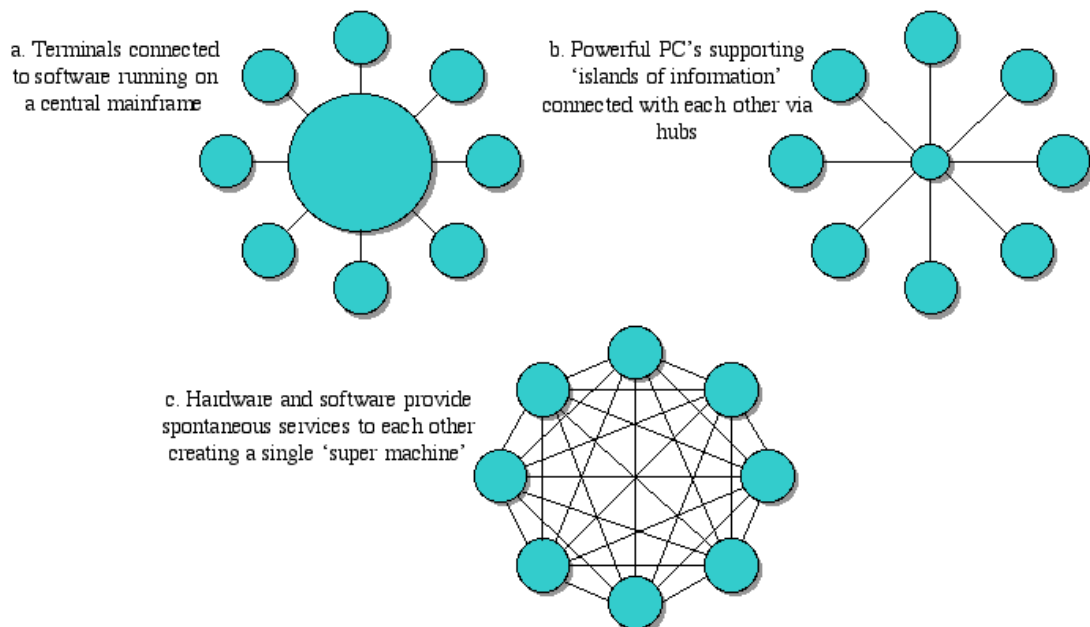 a. Terminals connected
to software running on
a central mainframe
b. Powerful PC’s supporting
‘islands of information’
connected with each other via
hubs
c. Hardware and software provide
spontaneous services to each other
creating a single ‘super machine’